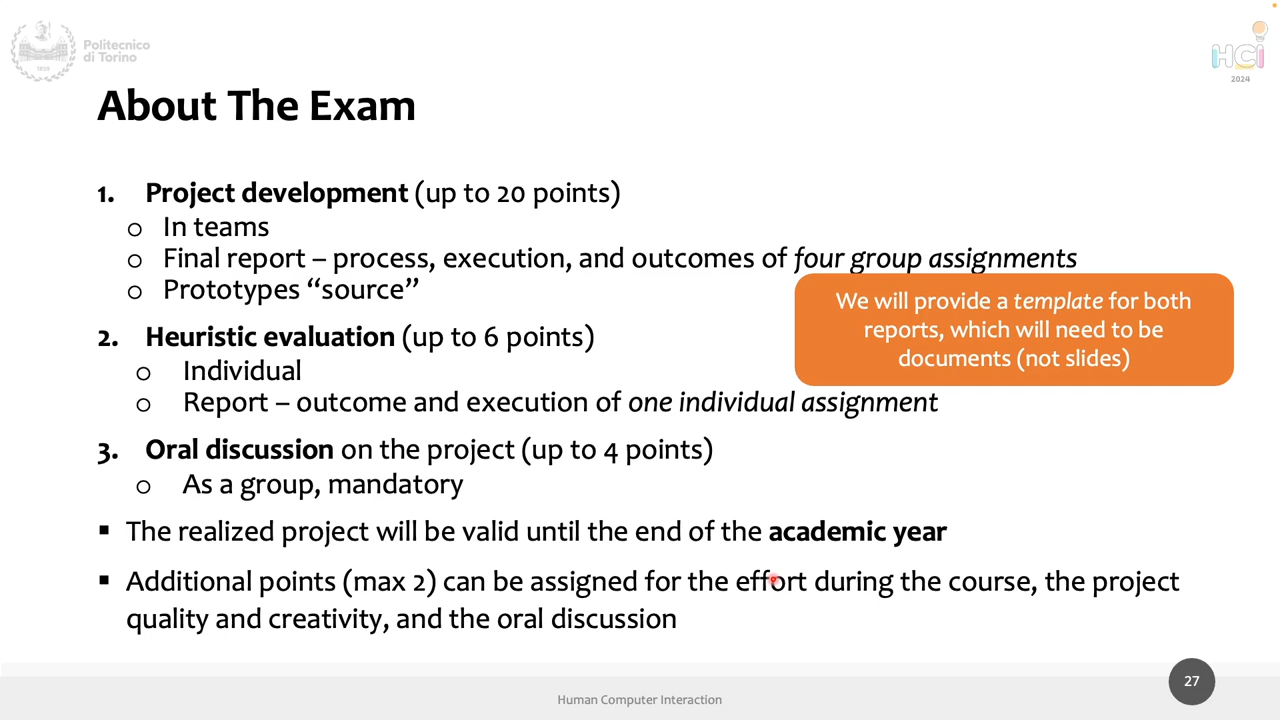 Politecnico
di Torino
1859
HCI
2024
About The Exam
1. Project development (up to 20 points)
o In teams
o Final report – process, execution, and outcomes of four group assignments
o Prototypes “source”
We will provide a template for both
reports, which will need to be
documents (not slides)
2. Heuristic evaluation (up to 6 points)
o Individual
o Report – outcome and execution of one individual assignment
3. Oral discussion on the project (up to 4 points)
o As a group, mandatory
▪ The realized project will be valid until the end of the academic year
▪ Additional points (max 2) can be assigned for the effort during the course, the project
quality and creativity, and the oral discussion
Human Computer Interaction
27